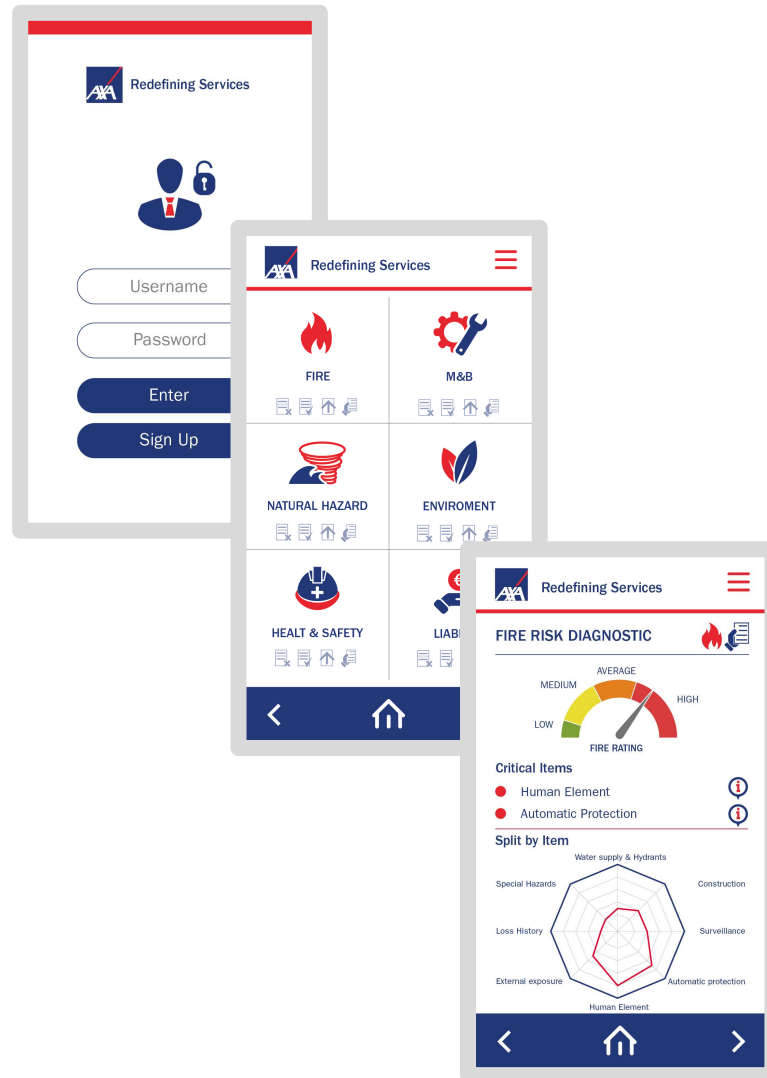 AXA
Redefining Services
Username
Password
Enter
Sign Up
AXA
Redefining Services
FIRE
M&B
NATURAL HAZARD
ENVIROMENT
HEALT & SAFETY
LIAB
AXA
Redefining Services
FIRE RISK DIAGNOSTIC
AVERAGE
MEDIUM
HIGH
LOW
FIRE RATING
Critical Items
Human Element
i
Automatic Protection
i
Split by Item
Water supply & Hydrants
Special Hazards
Construction
Loss History
Surveillance
External exposure
Automatic protection
Human Element